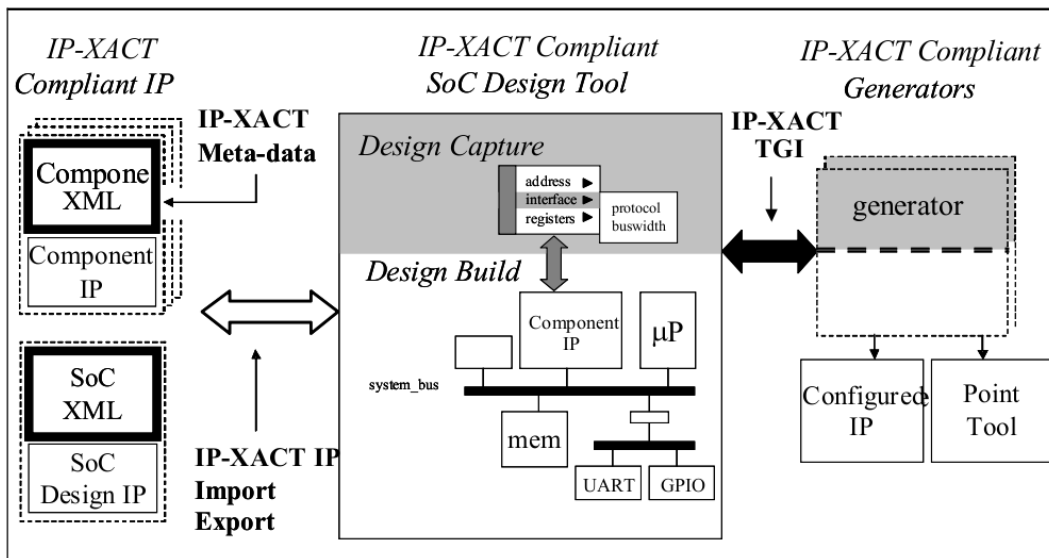 IP-XACT
Compliant IP
IP-XACT
Meta-data
Compone
XML
Component
IP
SoC
XML
SoC
Design IP
IP-XACT IP
Import
Export
IP-XACT Compliant
SoC Design Tool
Design Capture
address
interface
registers
protocol
buswidth
Design Build
Component
IP
µP
system_bus
mem
UART
GPIO
IP-XACT
TGI
IP-XACT Compliant
Generators
generator
Configured
IP
Point
Tool